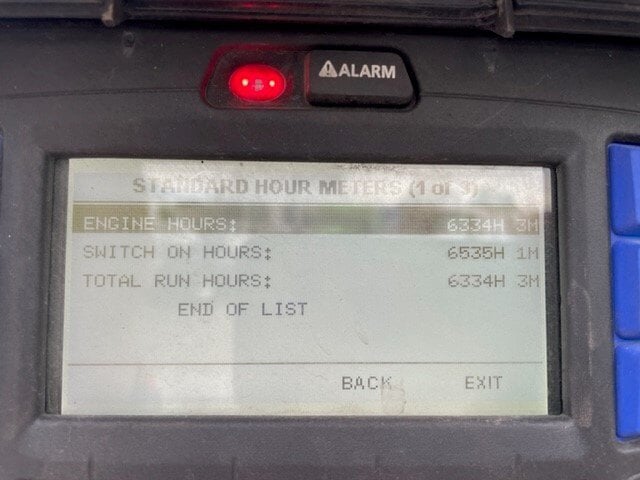 ALARM
STANDARD HOUR METERS (1 of 3)
ENGINE HOURS: 6334H 3M
SWITCH ON HOURS: 6535H 1M
TOTAL RUN HOURS: 6334H 3M
END OF LIST
BACK EXIT